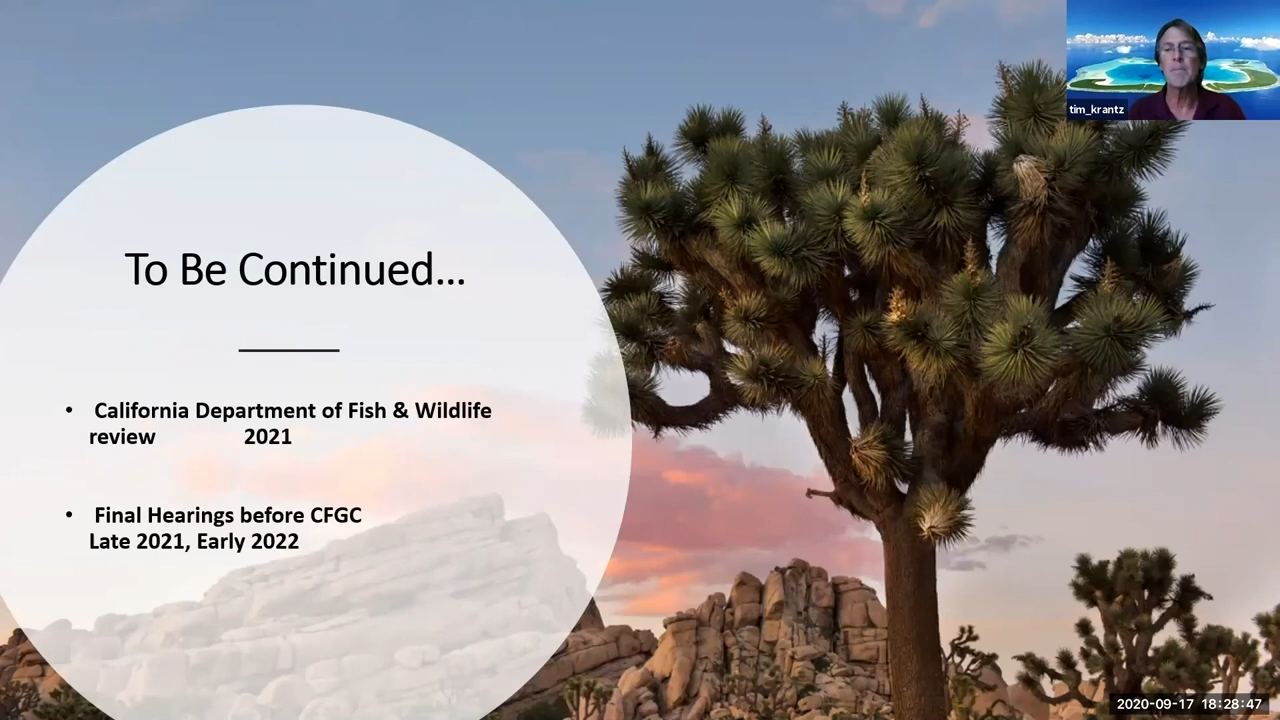 tim_krantz
To Be Continued...
• California Department of Fish & Wildlife
review 2021
• Final Hearings before CFGC
Late 2021, Early 2022
2020-09-17 18:28:47